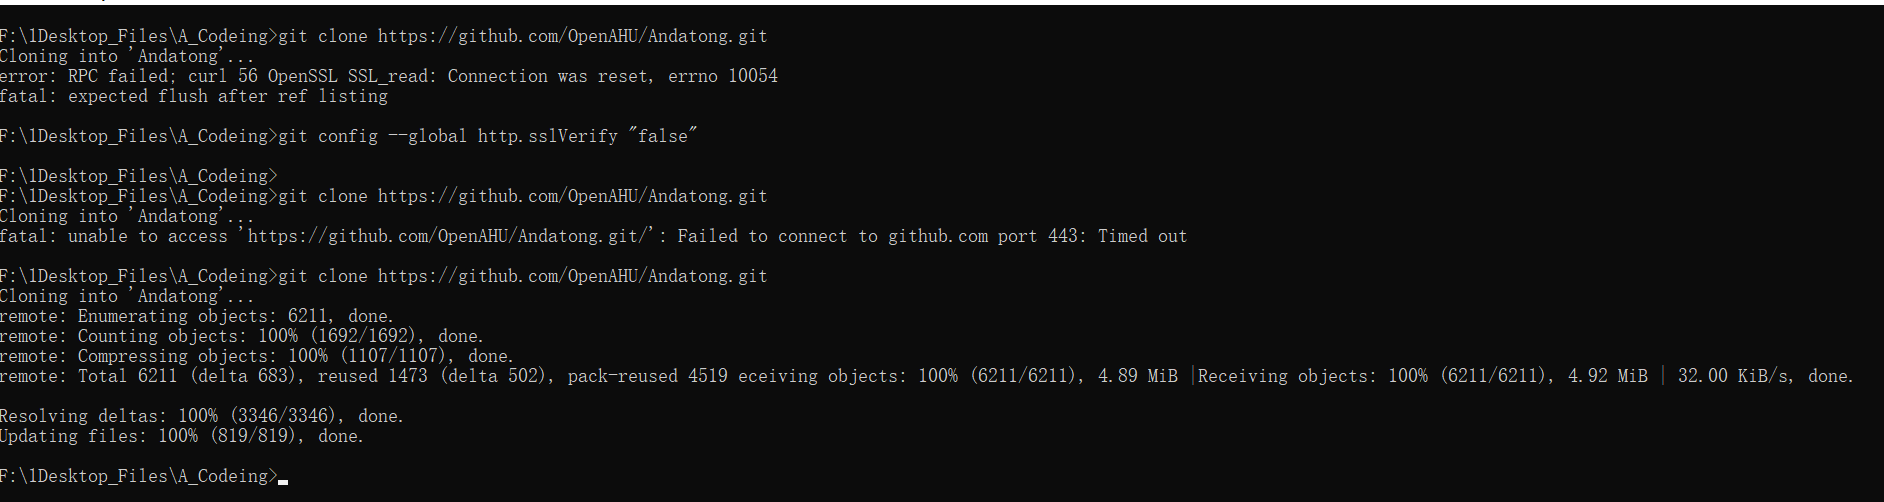 F:\lDesktop_Files\A_Codeing>git clone https://github.com/OpenAHU/Andatong.git
Cloning into 'Andatong'...
error: RPC failed; curl 56 OpenSSL SSL_read: Connection was reset, errno 10054
fatal: expected flush after ref listing
F:\lDesktop_Files\A_Codeing>git config --global http.sslVerify "false"
F:\lDesktop_Files\A_Codeing>
F:\lDesktop_Files\A_Codeing>git clone https://github.com/OpenAHU/Andatong.git
Cloning into 'Andatong'...
fatal: unable to access 'https://github.com/OpenAHU/Andatong.git/': Failed to connect to github.com port 443: Timed out
F:\lDesktop_Files\A_Codeing>git clone https://github.com/OpenAHU/Andatong.git
Cloning into 'Andatong'...
remote: Enumerating objects: 6211, done.
remote: Counting objects: 100% (1692/1692), done.
remote: Compressing objects: 100% (1107/1107), done.
remote: Total 6211 (delta 683), reused 1473 (delta 502), pack-reused 4519 eceiving objects: 100% (6211/6211), 4.89 MiB |Receiving objects: 100% (6211/6211), 4.92 MiB | 32.00 KiB/s, done.
Resolving deltas: 100% (3346/3346), done.
Updating files: 100% (819/819), done.
F:\lDesktop_Files\A_Codeing>